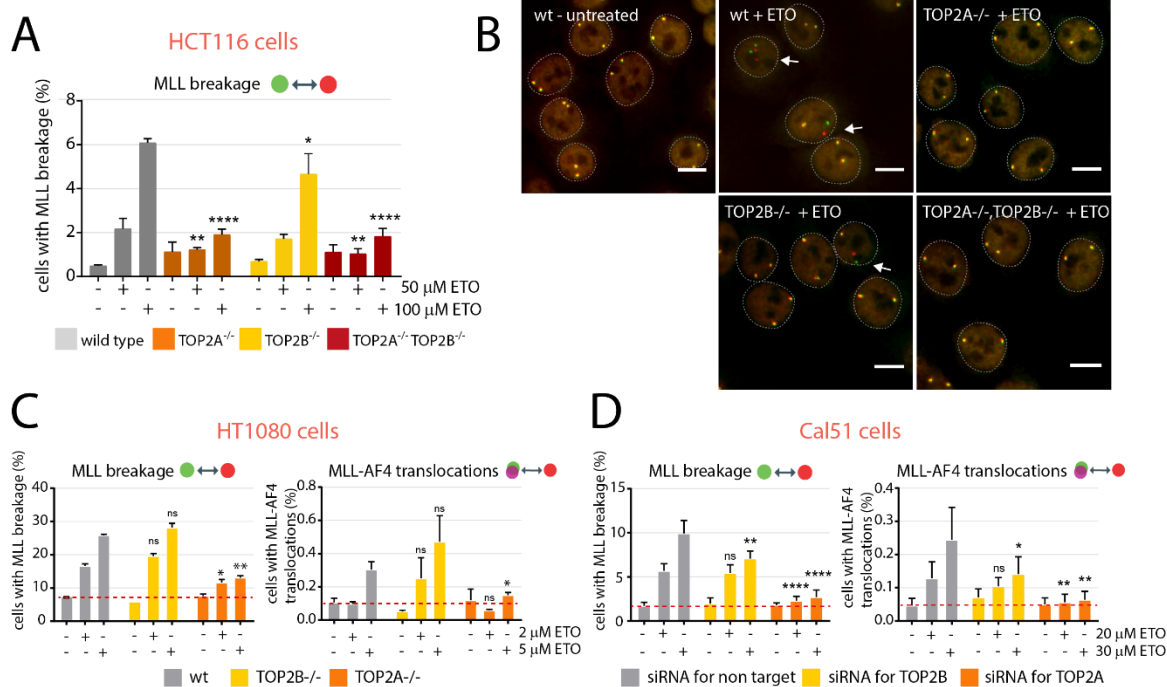 A
HCT116 cells
MLL breakage
cells with MLL breakage (%)
8
6
4
2
0
** **** * ** ****
- + - - + - - + - - + - 50 μM ETO
- - + - - + - - + - - + 100 μM ETO
wild type TOP2A-/- TOP2B-/- TOP2A-/- TOP2B-/-
B
wt - untreated
wt + ETO
TOP2A-/- + ETO
TOP2B-/- + ETO
TOP2A-/-,TOP2B-/- + ETO
C
HT1080 cells
MLL breakage
cells with MLL breakage (%)
40
30
20
10
0
ns ns * **
- + - - + - - + -
- - + - - + - - +
MLL-AF4 translocations
cells with MLL-AF4
translocations (%)
0.8
0.6
0.4
0.2
0.0
ns ns ns *
- + - - + - - + - 2 μM ETO
- - + - - + - - + 5 μM ETO
wt TOP2B-/- TOP2A-/-
D
Cal51 cells
MLL breakage
cells with MLL breakage (%)
15
10
5
0
ns ** **** ****
- + - - + - - + -
- - + - - + - - +
MLL-AF4 translocations
cells with MLL-AF4
translocations (%)
0.4
0.3
0.2
0.1
0.0
ns * ** **
- + - - + - - + - 20 μM ETO
- - + - - + - - + 30 μM ETO
siRNA for non target siRNA for TOP2B siRNA for TOP2A